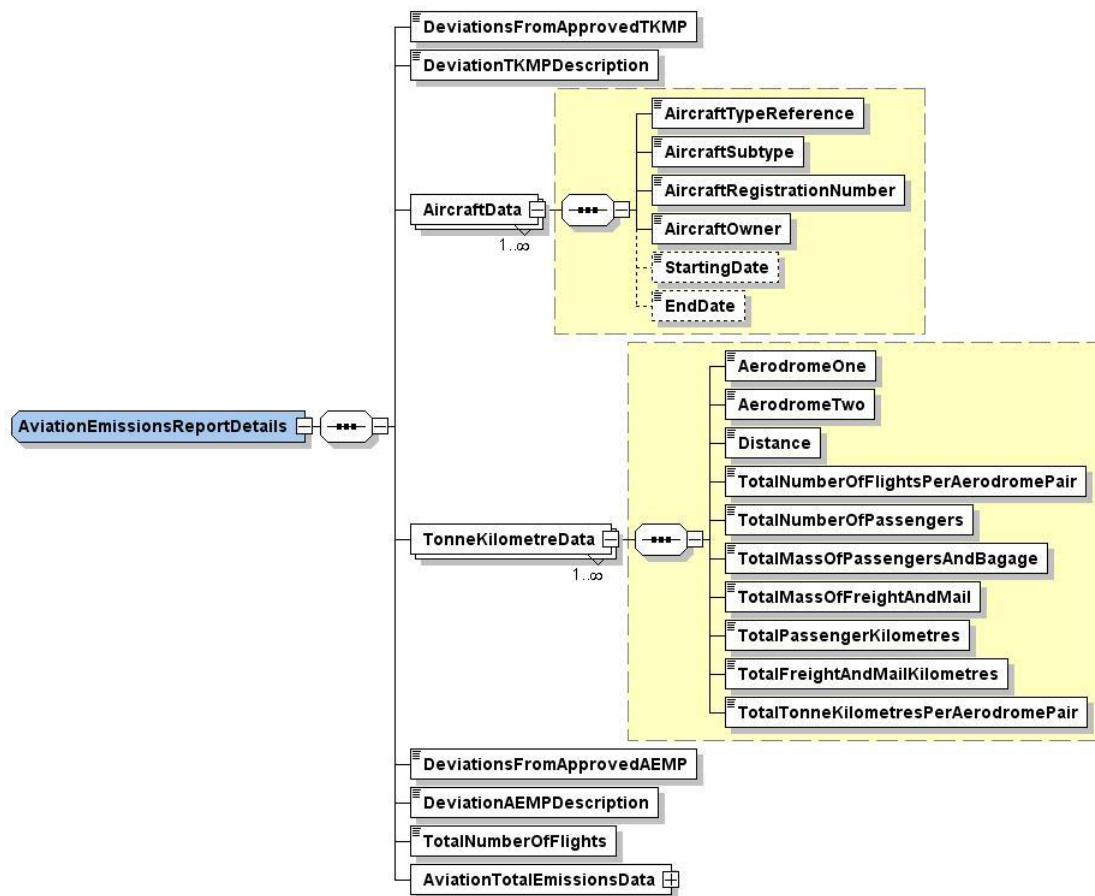 DeviationsFromApprovedTKMP
DeviationTKMPDescription
AircraftTypeReference
AircraftSubtype
AircraftRegistrationNumber
AircraftData
1..∞
AircraftOwner
StartingDate
EndDate
AviationEmissionsReportDetails
AerodromeOne
AerodromeTwo
Distance
TotalNumberOfFlightsPerAerodromePair
TotalNumberOfPassengers
TonneKilometreData
1..∞
TotalMassOfPassengersAndBagage
TotalMassOfFreightAndMail
TotalPassengerKilometres
TotalFreightAndMailKilometres
TotalTonneKilometresPerAerodromePair
DeviationsFromApprovedAEMP
DeviationAEMPDescription
TotalNumberOfFlights
AviationTotalEmissionsData